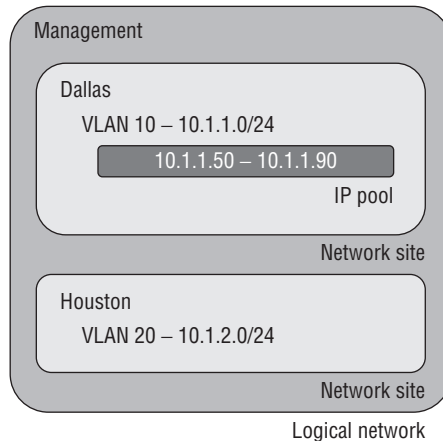 Management
Dallas
VLAN 10 – 10.1.1.0/24
10.1.1.50 – 10.1.1.90
IP pool
Network site
Houston
VLAN 20 – 10.1.2.0/24
Network site
Logical network